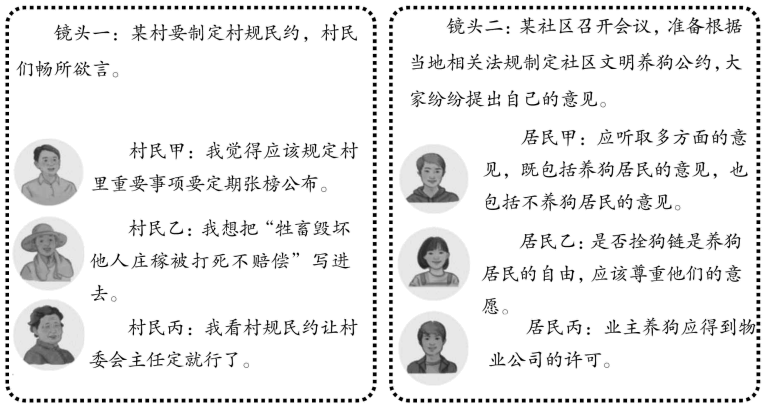 镜头一：某村要制定村规民约，村民
们畅所欲言。
村民甲：我觉得应该规定村
里重要事项要定期张榜公布。
村民乙：我想把“牲畜毁坏
他人庄稼被打死不赔偿”写进
去。
村民丙：我看村规民约让村
委会主任定就行了。
镜头二：某社区召开会议，准备根据
当地相关法规制定社区文明养狗公约，大
家纷纷提出自己的意见。
居民甲：应听取多方面的意
见，既包括养狗居民的意见，也
包括不养狗居民的意见。
居民乙：是否拴狗链是养狗
居民的自由，应该尊重他们的意
愿。
居民丙：业主养狗应得到物
业公司的许可。